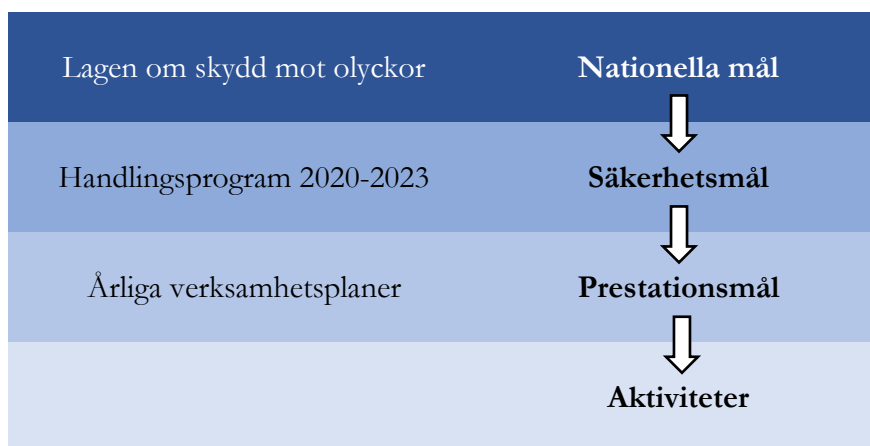 Lagen om skydd mot olyckor
Nationella mål
Handlingsprogram 2020-2023
Säkerhetsmål
Årliga verksamhetsplaner
Prestationsmål
Aktiviteter